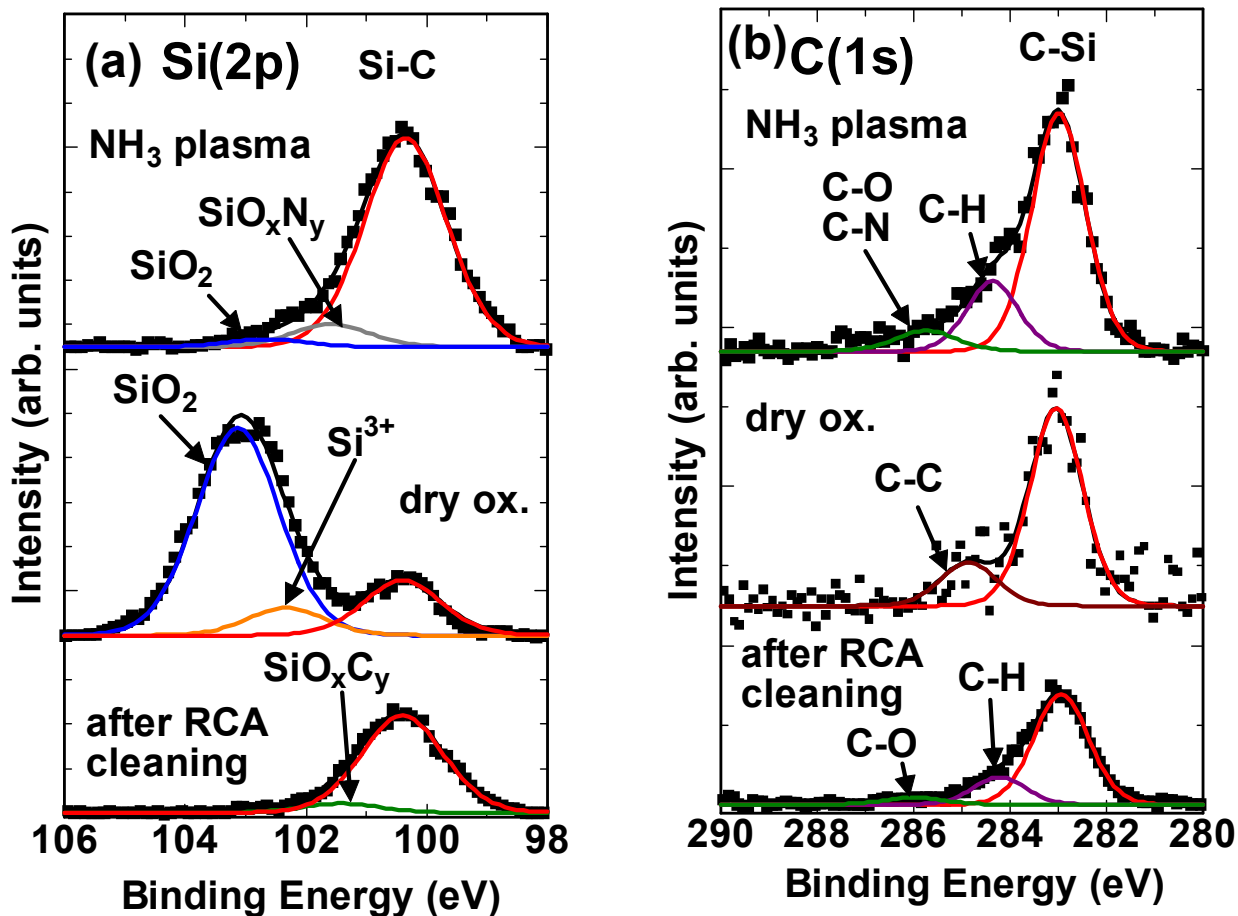 (a) Si(2p)
Si-C
NH3 plasma
SiOxNy
SiO2
SiO2
Si3+
dry ox.
SiOxCy
after RCA
cleaning
106 104 102 100 98
Binding Energy (eV)
Intensity (arb. units)
(b) C(1s)
C-Si
NH3 plasma
C-O
C-N
C-H
dry ox.
C-C
after RCA
cleaning
C-H
C-O
290 288 286 284 282 280
Binding Energy (eV)
Intensity (arb. units)